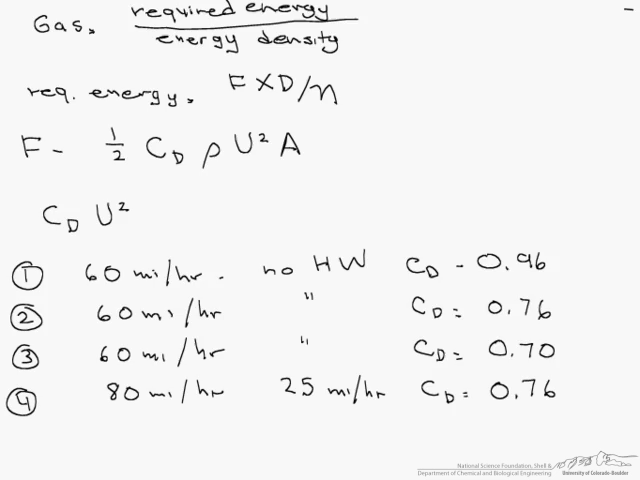 Gas = required energy / energy density
req. energy = F X D / η
F = 1/2 C_D ρ U² A
C_D U²
① 60 mi/hr - no HW C_D = 0.96
② 60 mi/hr " C_D = 0.76
③ 60 mi/hr " C_D = 0.70
④ 80 mi/hr 25 mi/hr C_D = 0.76
National Science Foundation, Shell &
Department of Chemical and Biological Engineering University of Colorado-Boulder